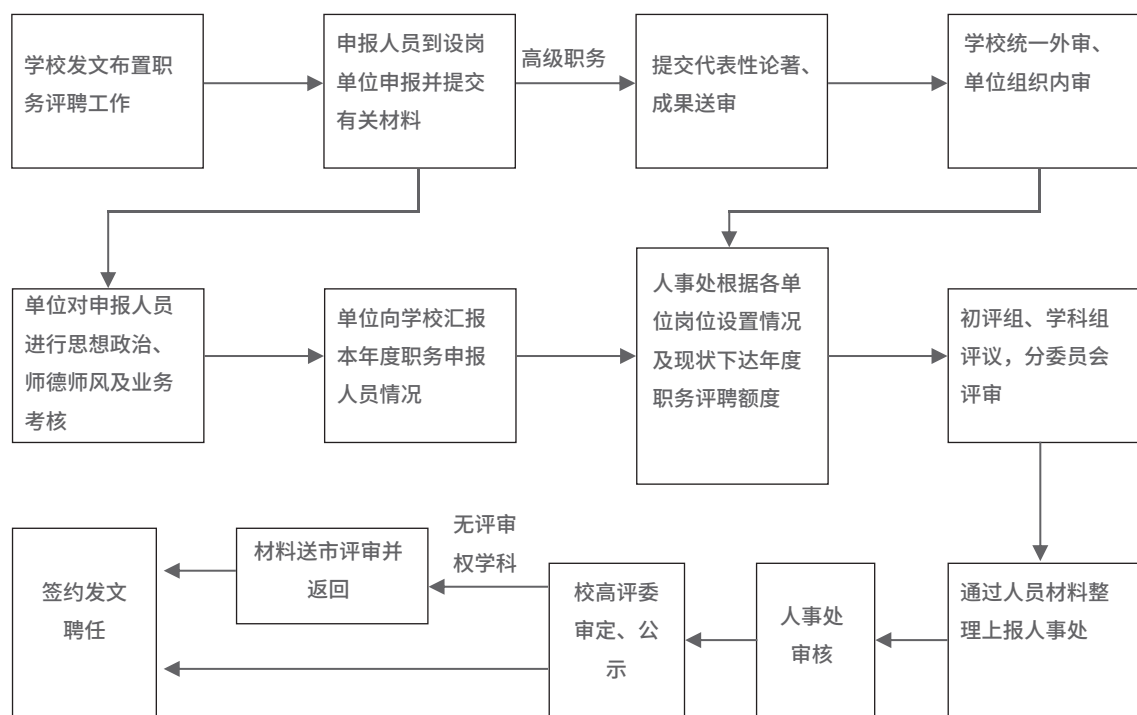 学校发文布置职
务评聘工作
申报人员到设岗
单位申报并提交
有关材料
高级职务
提交代表性论著、
成果送审
学校统一外审、
单位组织内审
单位对申报人员
进行思想政治、
师德师风及业务
考核
单位向学校汇报
本年度职务申报
人员情况
人事处根据各单
位岗位设置情况
及现状下达年度
职务评聘额度
初评组、学科组
评议，分委员会
评审
签约发文
聘任
材料送市评审并
返回
无评审
权学科
校高评委
审定、公
示
人事处
审核
通过人员材料整
理上报人事处